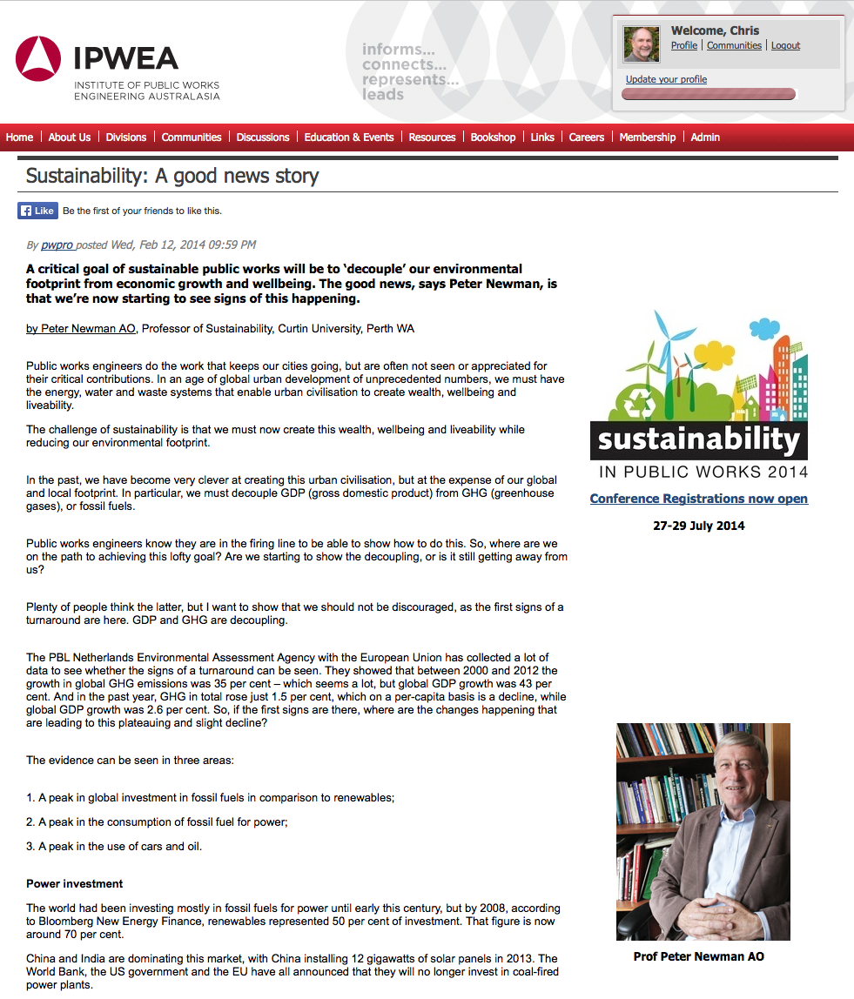 Welcome, Chris
Profile | Communities | Logout
Update your profile
IPWEA
INSTITUTE OF PUBLIC WORKS
ENGINEERING AUSTRALASIA
informs...
connects...
represents...
leads
Home | About Us | Divisions | Communities | Discussions | Education & Events | Resources | Bookshop | Links | Careers | Membership | Admin
Sustainability: A good news story
Like Be the first of your friends to like this.
By pwpro posted Wed, Feb 12, 2014 09:59 PM
A critical goal of sustainable public works will be to ‘decouple’ our environmental
footprint from economic growth and wellbeing. The good news, says Peter Newman, is
that we’re now starting to see signs of this happening.
by Peter Newman AO, Professor of Sustainability, Curtin University, Perth WA
Public works engineers do the work that keeps our cities going, but are often not seen or appreciated for
their critical contributions. In an age of global urban development of unprecedented numbers, we must have
the energy, water and waste systems that enable urban civilisation to create wealth, wellbeing and
liveability.
The challenge of sustainability is that we must now create this wealth, wellbeing and liveability while
reducing our environmental footprint.
In the past, we have become very clever at creating this urban civilisation, but at the expense of our global
and local footprint. In particular, we must decouple GDP (gross domestic product) from GHG (greenhouse
gases), or fossil fuels.
Public works engineers know they are in the firing line to be able to show how to do this. So, where are we
on the path to achieving this lofty goal? Are we starting to show the decoupling, or is it still getting away from
us?
Plenty of people think the latter, but I want to show that we should not be discouraged, as the first signs of a
turnaround are here. GDP and GHG are decoupling.
The PBL Netherlands Environmental Assessment Agency with the European Union has collected a lot of
data to see whether the signs of a turnaround can be seen. They showed that between 2000 and 2012 the
growth in global GHG emissions was 35 per cent – which seems a lot, but global GDP growth was 43 per
cent. And in the past year, GHG in total rose just 1.5 per cent, which on a per-capita basis is a decline, while
global GDP growth was 2.6 per cent. So, if the first signs are there, where are the changes happening that
are leading to this plateauing and slight decline?
The evidence can be seen in three areas:
1. A peak in global investment in fossil fuels in comparison to renewables;
2. A peak in the consumption of fossil fuel for power;
3. A peak in the use of cars and oil.
Power investment
The world had been investing mostly in fossil fuels for power until early this century, but by 2008, according
to Bloomberg New Energy Finance, renewables represented 50 per cent of investment. That figure is now
around 70 per cent.
China and India are dominating this market, with China installing 12 gigawatts of solar panels in 2013. The
World Bank, the US government and the EU have all announced that they will no longer invest in coal-fired
power plants.
sustainability
IN PUBLIC WORKS 2014
Conference Registrations now open
27-29 July 2014
Prof Peter Newman AO